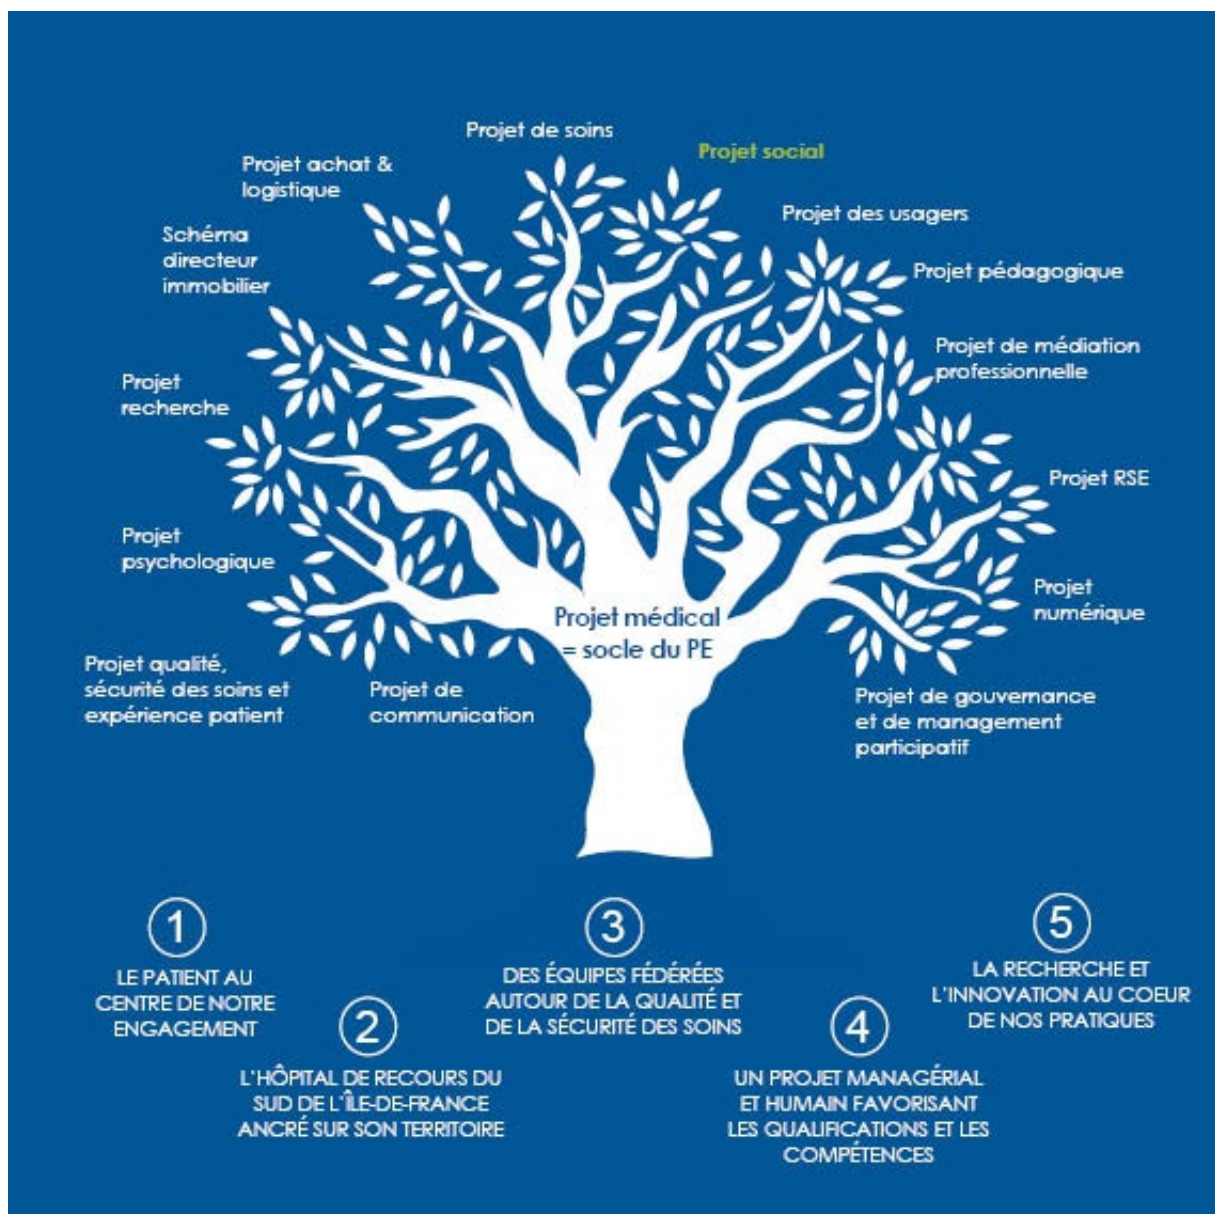 Projet de soins
Projet social
Projet achat &
logistique
Projet des usagers
Schéma
directeur
immobilier
Projet pédagogique
Projet de médiation
professionnelle
Projet
recherche
Projet RSE
Projet
psychologique
Projet
numérique
Projet médical
= socle du PE
Projet qualité,
sécurité des soins et
expérience patient
Projet de
communication
Projet de gouvernance
et de management
participatif
1
LE PATIENT AU
CENTRE DE NOTRE
ENGAGEMENT
2
L'HÔPITAL DE RECOURS DU
SUD DE L'ÎLE-DE-FRANCE
ANCRÉ SUR SON TERRITOIRE
3
DES ÉQUIPES FÉDÉRÉES
AUTOUR DE LA QUALITÉ ET
DE LA SÉCURITÉ DES SOINS
4
UN PROJET MANAGÉRIAL
ET HUMAIN FAVORISANT
LES QUALIFICATIONS ET LES
COMPÉTENCES
5
LA RECHERCHE ET
L'INNOVATION AU COEUR
DE NOS PRATIQUES